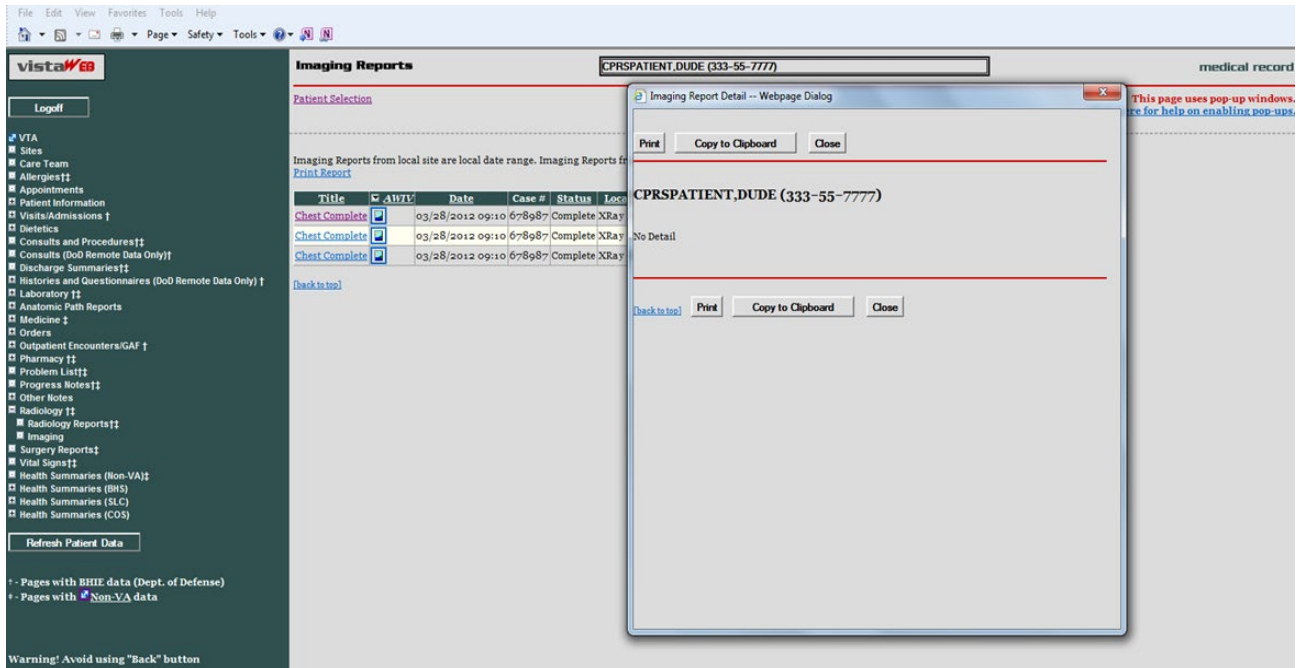 File Edit View Favorites Tools Help
Page Safety Tools
vistaWEB
Logoff
VTA
Sites
Care Team
Allergies†‡
Appointments
Patient Information
Visits/Admissions †
Dietetics
Consults and Procedures†‡
Consults (DoD Remote Data Only)†
Discharge Summaries†‡
Histories and Questionnaires (DoD Remote Data Only) †
Laboratory †‡
Anatomic Path Reports
Medicine ‡
Orders
Outpatient Encounters/GAF †
Pharmacy †‡
Problem List†‡
Progress Notes†‡
Other Notes
Radiology †‡
Radiology Reports†‡
Imaging
Surgery Reports‡
Vital Signs†‡
Health Summaries (Non-VA)‡
Health Summaries (BHS)
Health Summaries (SLC)
Health Summaries (COS)
Refresh Patient Data
† - Pages with BHIE data (Dept. of Defense)
‡ - Pages with Non-VA data
Warning! Avoid using "Back" button
Imaging Reports CPRSPATIENT,DUDE (333-55-7777) medical record
Patient Selection
This page uses pop-up windows.
re for help on enabling pop-ups.
Imaging Reports from local site are local date range. Imaging Reports fr
Print Report
Title AWIV Date Case # Status Loca
Chest Complete 03/28/2012 09:10 678987 Complete XRay
Chest Complete 03/28/2012 09:10 678987 Complete XRay
Chest Complete 03/28/2012 09:10 678987 Complete XRay
[back to top]
Imaging Report Detail -- Webpage Dialog
Print Copy to Clipboard Close
CPRSPATIENT,DUDE (333-55-7777)
No Detail
[back to top] Print Copy to Clipboard Close